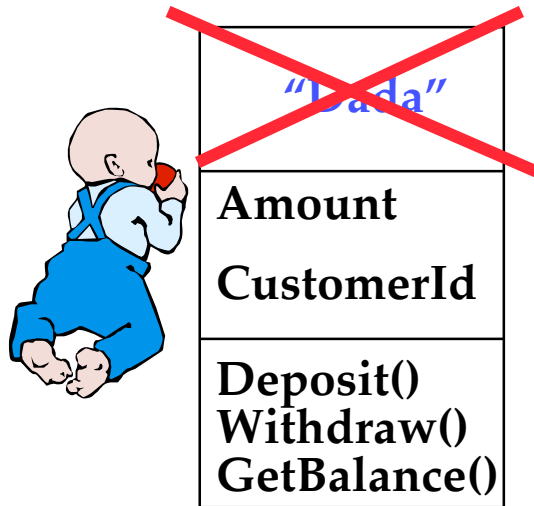 “Dada”
Amount
CustomerId
Deposit()
Withdraw()
GetBalance()